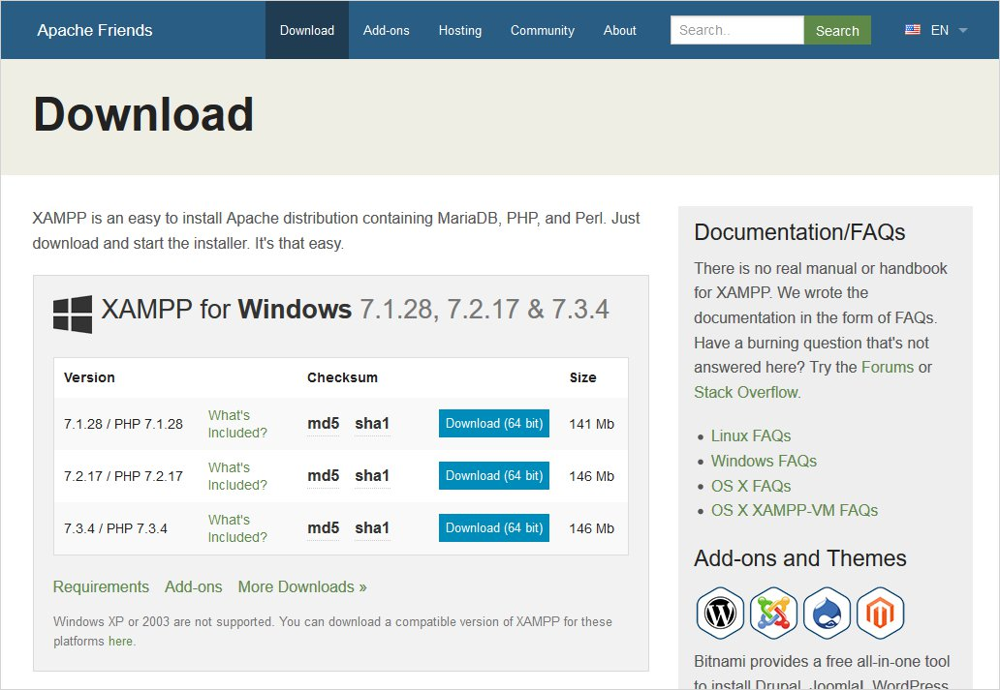 Apache Friends Download Add-ons Hosting Community About Search.. Search EN
Download
XAMPP is an easy to install Apache distribution containing MariaDB, PHP, and Perl. Just
download and start the installer. It's that easy.
XAMPP for Windows 7.1.28, 7.2.17 & 7.3.4
Version Checksum Size
7.1.28 / PHP 7.1.28 What's Included? md5 sha1 Download (64 bit) 141 Mb
7.2.17 / PHP 7.2.17 What's Included? md5 sha1 Download (64 bit) 146 Mb
7.3.4 / PHP 7.3.4 What's Included? md5 sha1 Download (64 bit) 146 Mb
Requirements Add-ons More Downloads »
Windows XP or 2003 are not supported. You can download a compatible version of XAMPP for these
platforms here.
Documentation/FAQs
There is no real manual or handbook
for XAMPP. We wrote the
documentation in the form of FAQs.
Have a burning question that's not
answered here? Try the Forums or
Stack Overflow.
• Linux FAQs
• Windows FAQs
• OS X FAQs
• OS X XAMPP-VM FAQs
Add-ons and Themes
Bitnami provides a free all-in-one tool
to install Drupal, Joomla!, WordPress